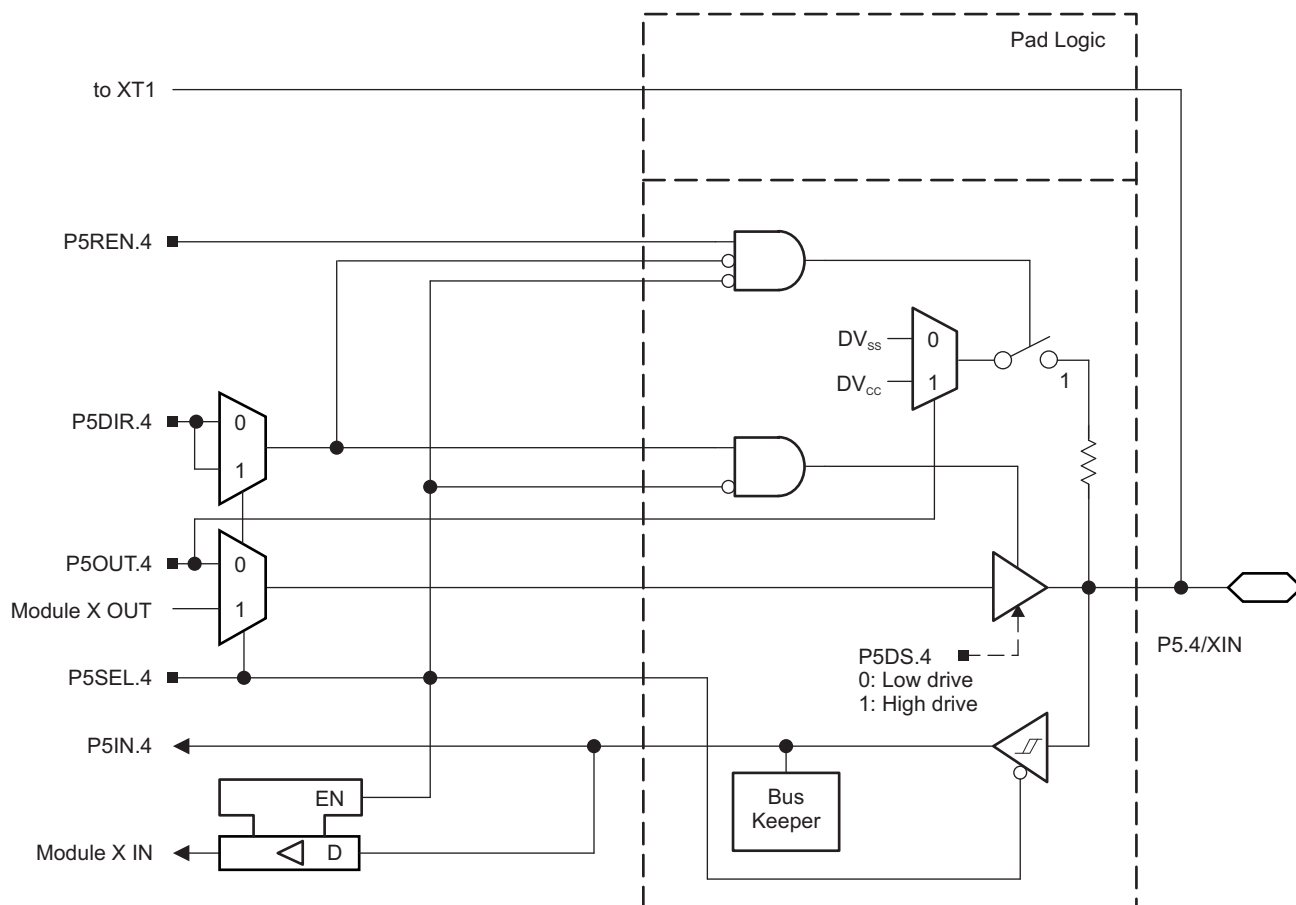 Pad Logic
to XT1
P5REN.4
DVSS
0
DVCC
1
1
P5DIR.4
0
1
P5OUT.4
0
Module X OUT
1
P5DS.4
0: Low drive
1: High drive
P5.4/XIN
P5SEL.4
P5IN.4
Bus
Keeper
EN
Module X IN
D